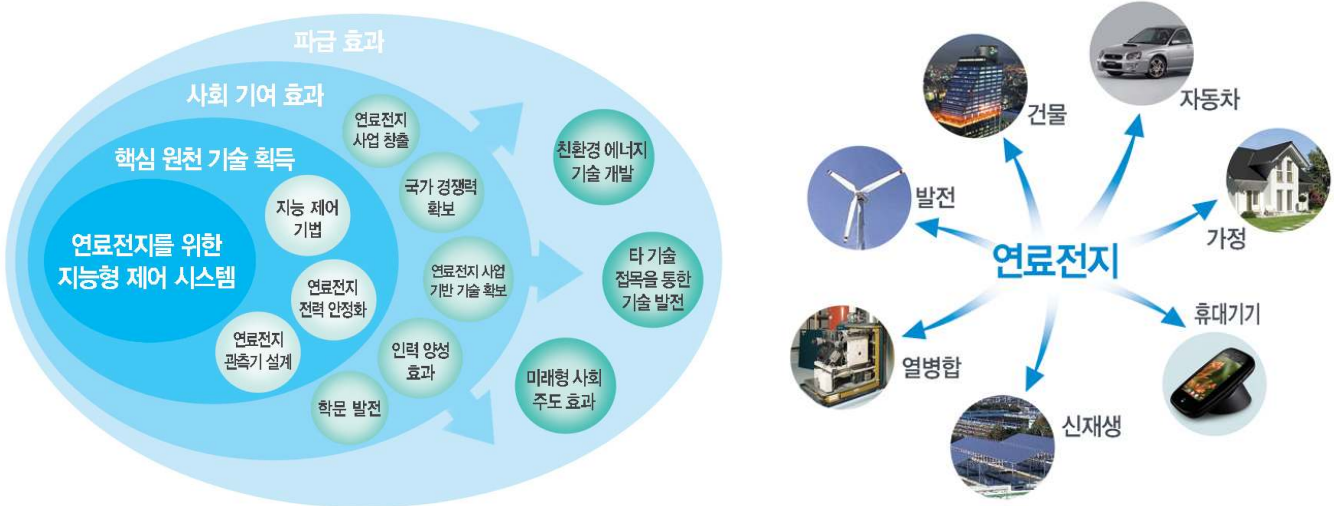 파급 효과
사회 기여 효과
핵심 원천 기술 획득
연료전지를 위한
지능형 제어 시스템
지능 제어
기법
연료전지
전력 안정화
연료전지
관측기 설계
연료전지
사업 창출
국가 경쟁력
확보
연료전지 사업
기반 기술 확보
인력 양성
효과
학문 발전
친환경 에너지
기술 개발
타 기술
접목을 통한
기술 발전
미래형 사회
주도 효과
연료전지
건물
자동차
발전
가정
열병합
휴대기기
신재생